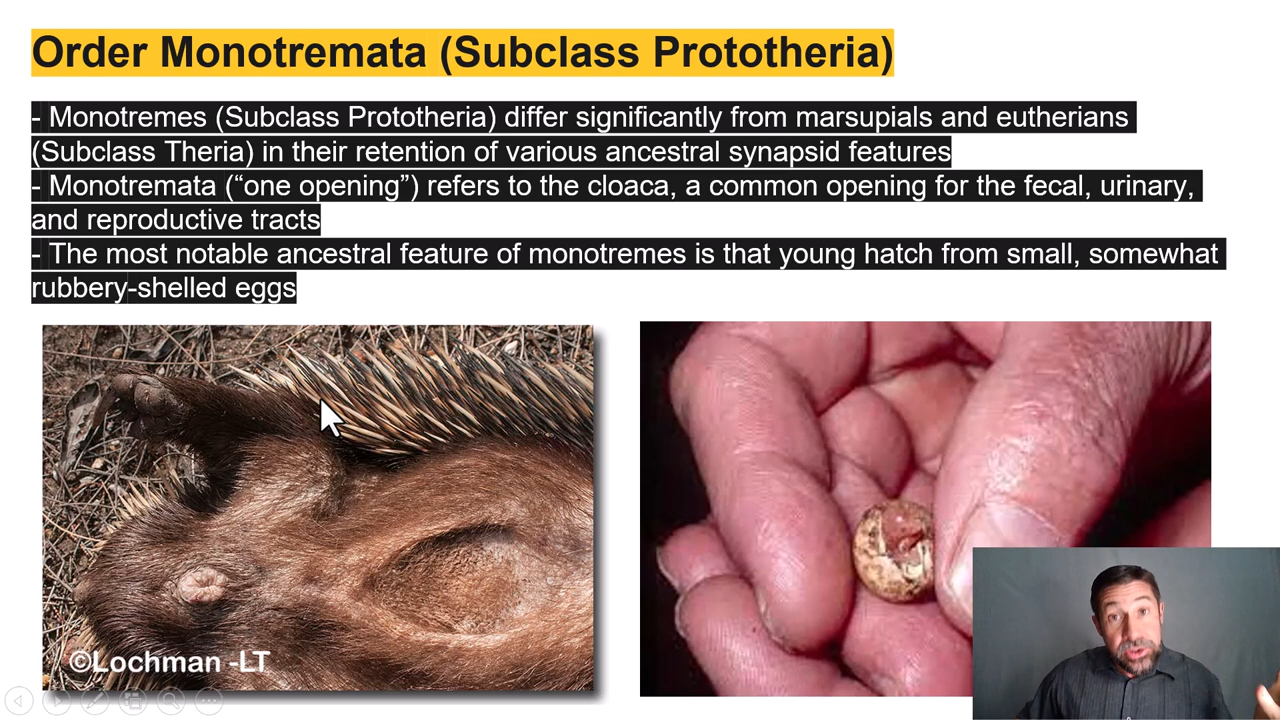 Order Monotremata (Subclass Prototheria)
- Monotremes (Subclass Prototheria) differ significantly from marsupials and eutherians
(Subclass Theria) in their retention of various ancestral synapsid features
- Monotremata (“one opening”) refers to the cloaca, a common opening for the fecal, urinary,
and reproductive tracts
- The most notable ancestral feature of monotremes is that young hatch from small, somewhat
rubbery-shelled eggs
©Lochman -LT